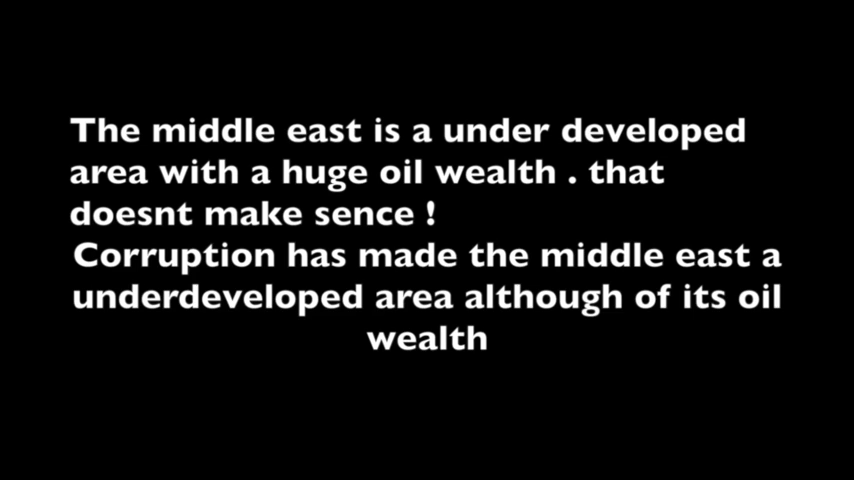 The middle east is a under developed
area with a huge oil wealth . that
doesnt make sence !
Corruption has made the middle east a
underdeveloped area although of its oil
wealth